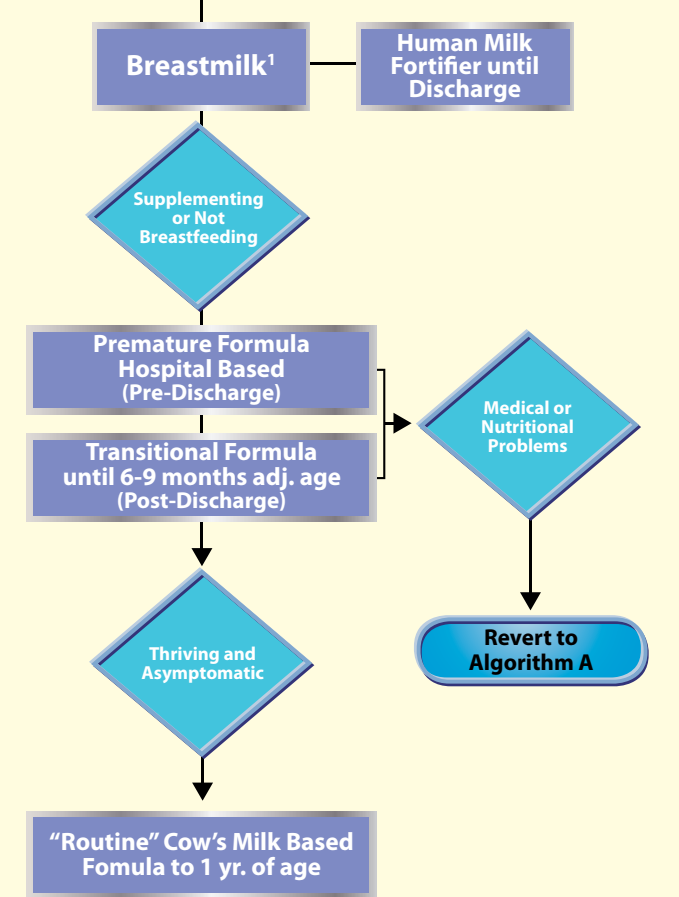 Breastmilk¹
Human Milk
Fortifier until
Discharge
Supplementing
or Not
Breastfeeding
Premature Formula
Hospital Based
(Pre-Discharge)
Transitional Formula
until 6-9 months adj. age
(Post-Discharge)
Medical or
Nutritional
Problems
Thriving and
Asymptomatic
Revert to
Algorithm A
“Routine” Cow’s Milk Based
Fomula to 1 yr. of age